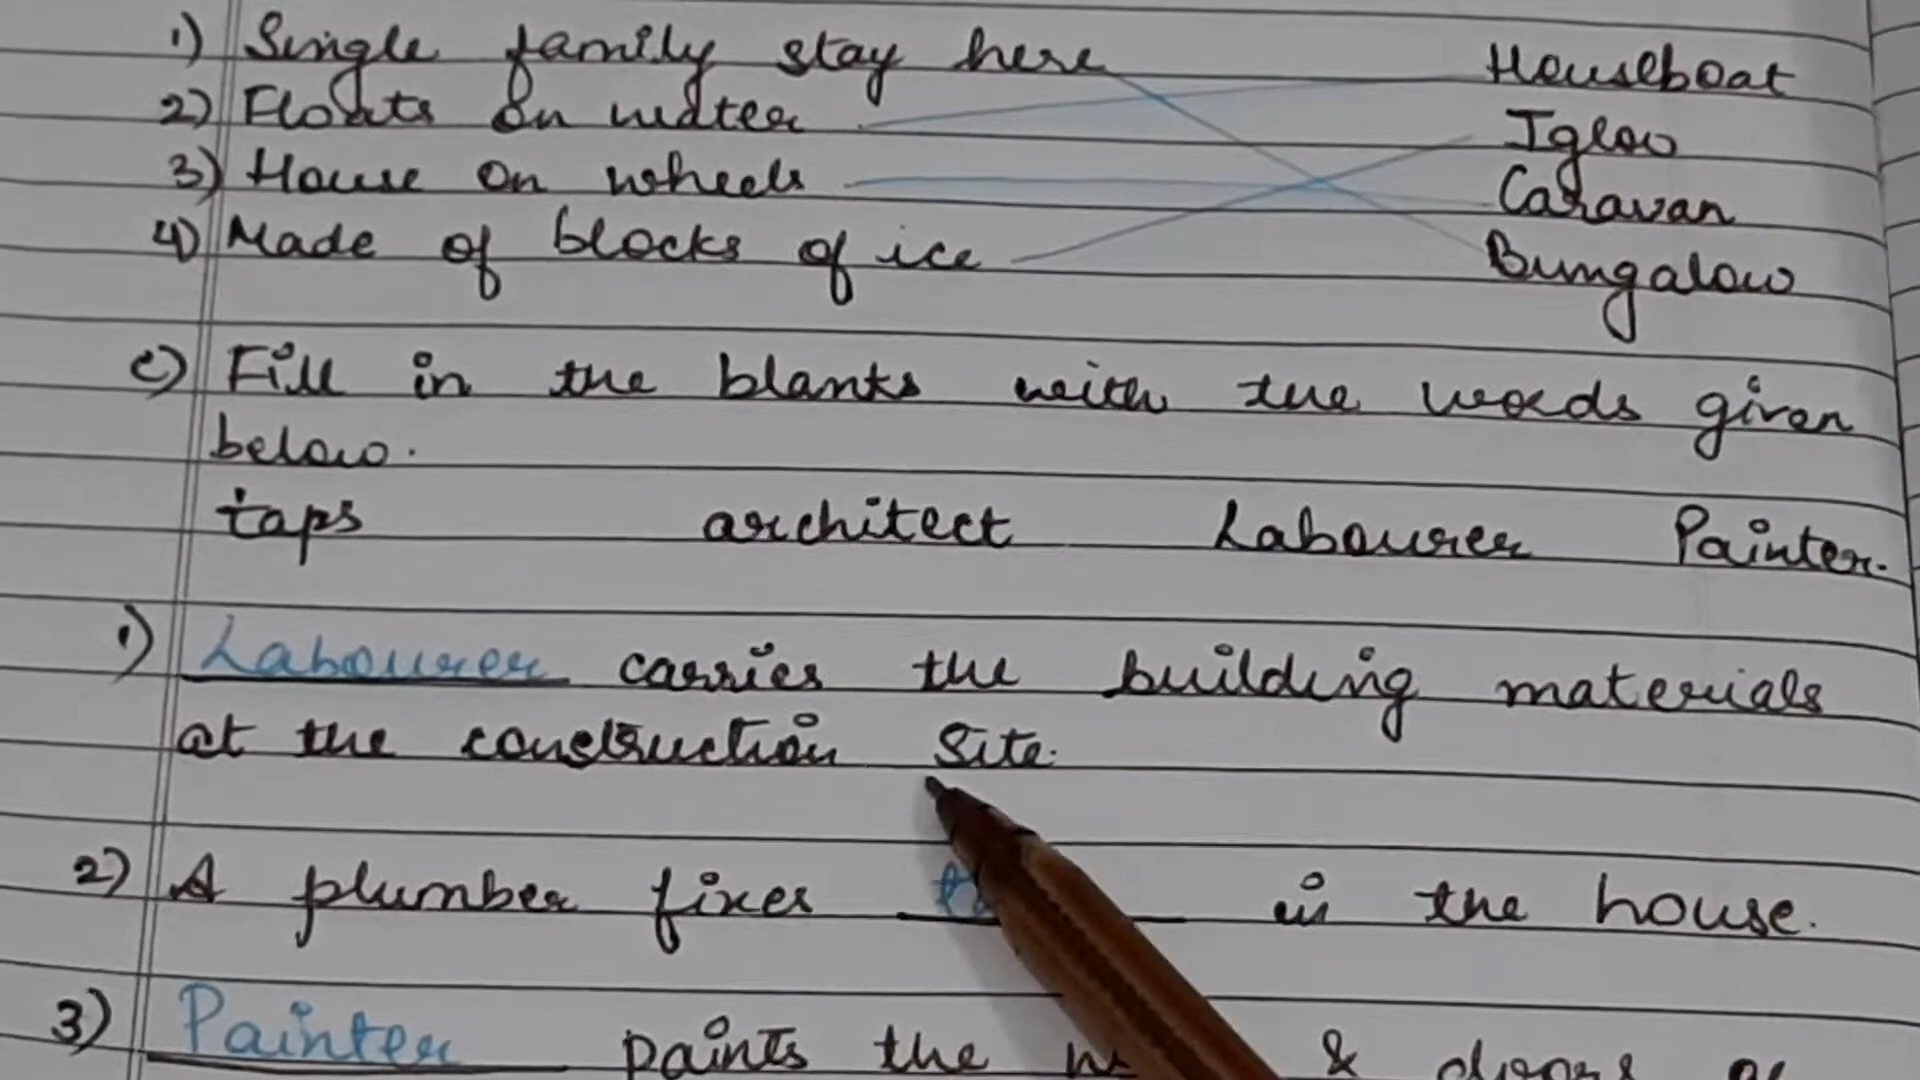 1) Single family stay here Houseboat
2) Floats on water Igloo
3) House on wheels Caravan
4) Made of blocks of ice Bungalow
c) Fill in the blanks with the words given
below.
taps architect Labourer Painter.
1) Labourer carries the building materials
at the construction Site.
2) A plumber fixes in the house.
3) Painter paints the & doors